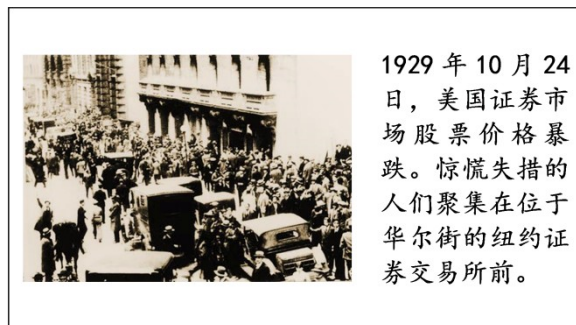 1929 年 10 月 24
日，美国证券市
场股票价格暴
跌。惊慌失措的
人们聚集在位于
华尔街的纽约证
券交易所前。